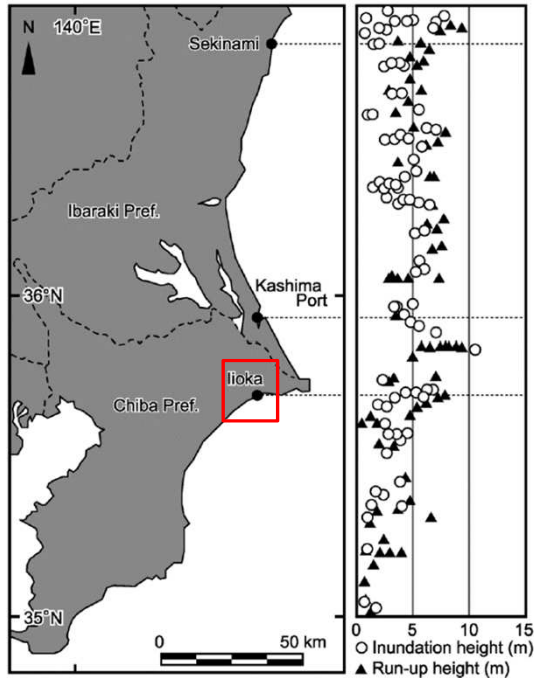 140°E
N
Sekinami
Ibaraki Pref.
Kashima
Port
36°N
Iioka
Chiba Pref.
35°N
0 50 km
0 5 10 15
Inundation height (m)
Run-up height (m)